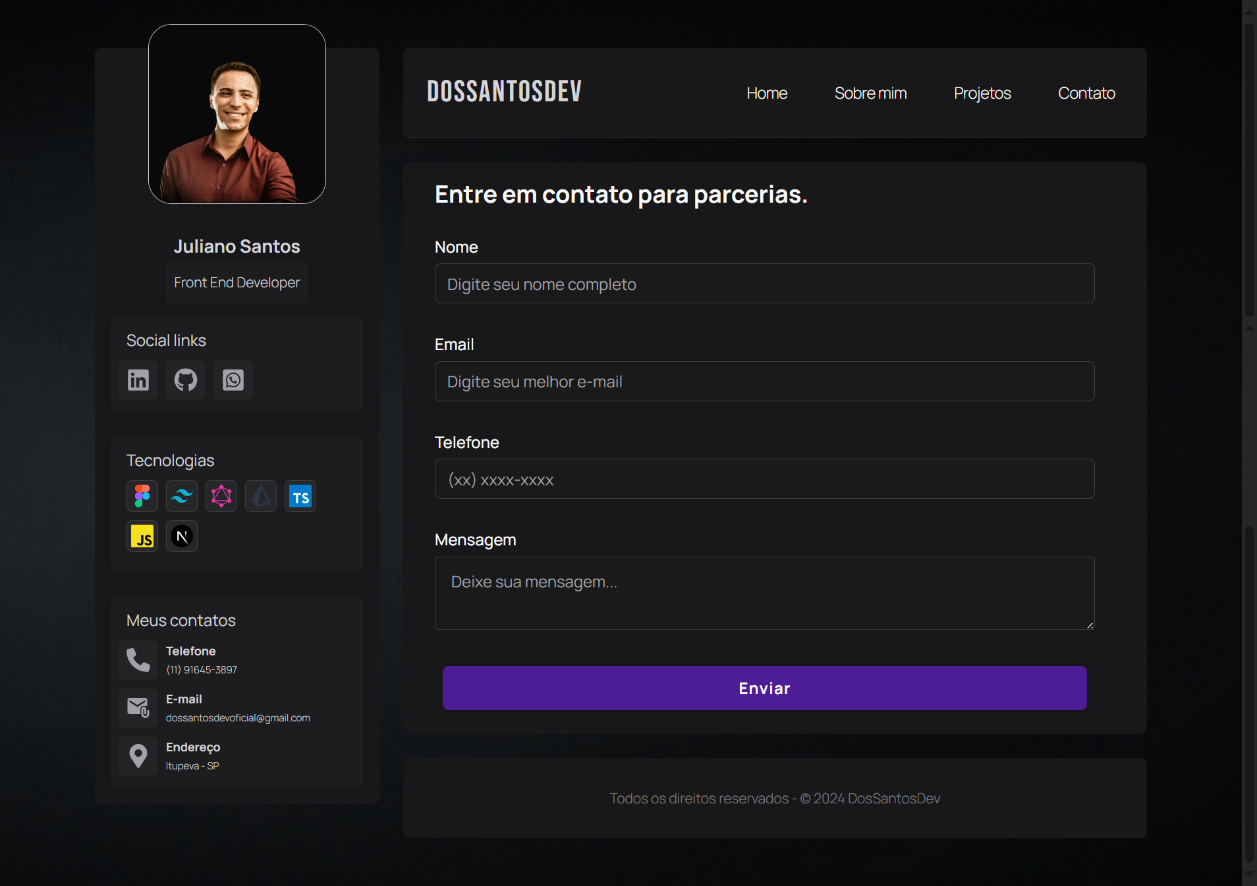 Juliano Santos
Front End Developer
Social links
Tecnologias
TS
JS
N
Meus contatos
Telefone
(11) 91645-3897
E-mail
dossantosdevoficial@gmail.com
Endereço
Itupeva - SP
DOSSANTOSDEV
Home Sobre mim Projetos Contato
Entre em contato para parcerias.
Nome
Digite seu nome completo
Email
Digite seu melhor e-mail
Telefone
(xx) xxxx-xxxx
Mensagem
Deixe sua mensagem...
Enviar
Todos os direitos reservados - © 2024 DosSantosDev